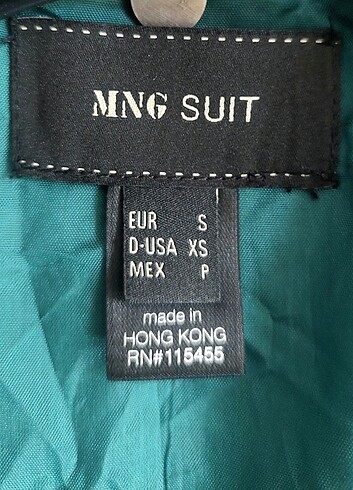 MNG SUIT
EUR S
D-USA XS
MEX P
made in
HONG KONG
RN#115455